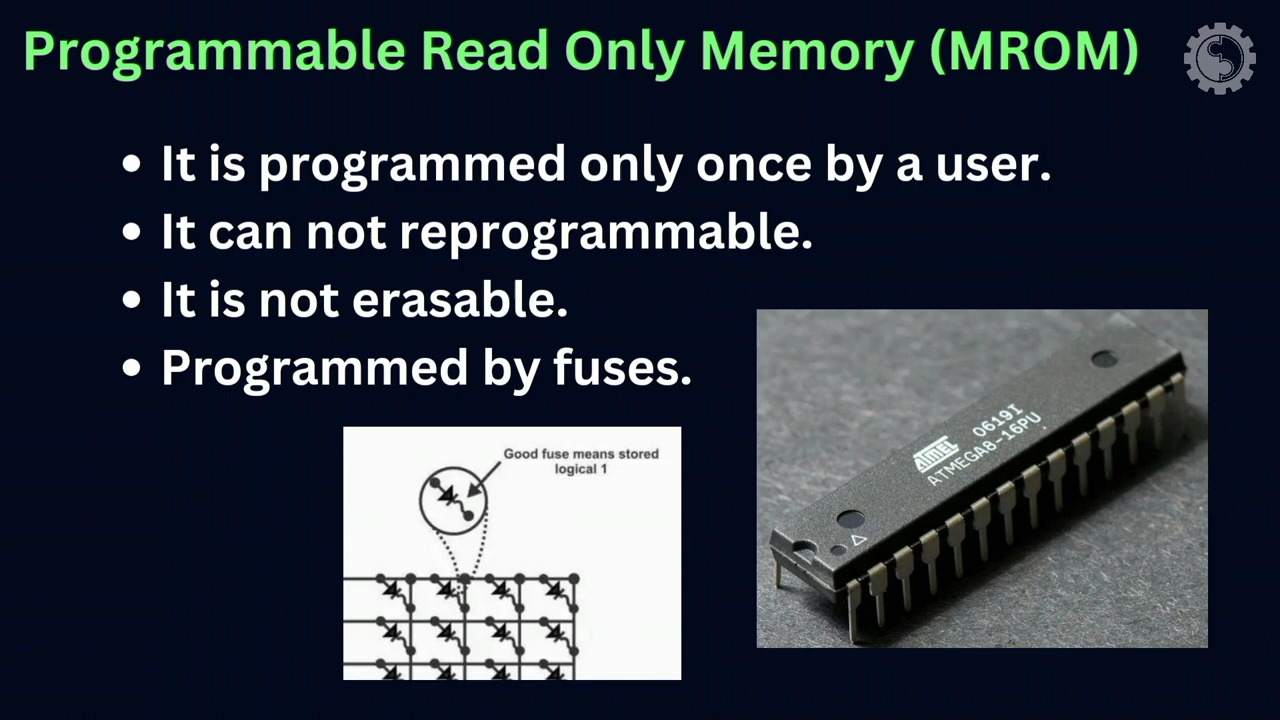 Programmable Read Only Memory (MROM)
• It is programmed only once by a user.
• It can not reprogrammable.
• It is not erasable.
• Programmed by fuses.
Good fuse means stored
logical 1
ATMEL 0619I
ATMEGA8-16PU